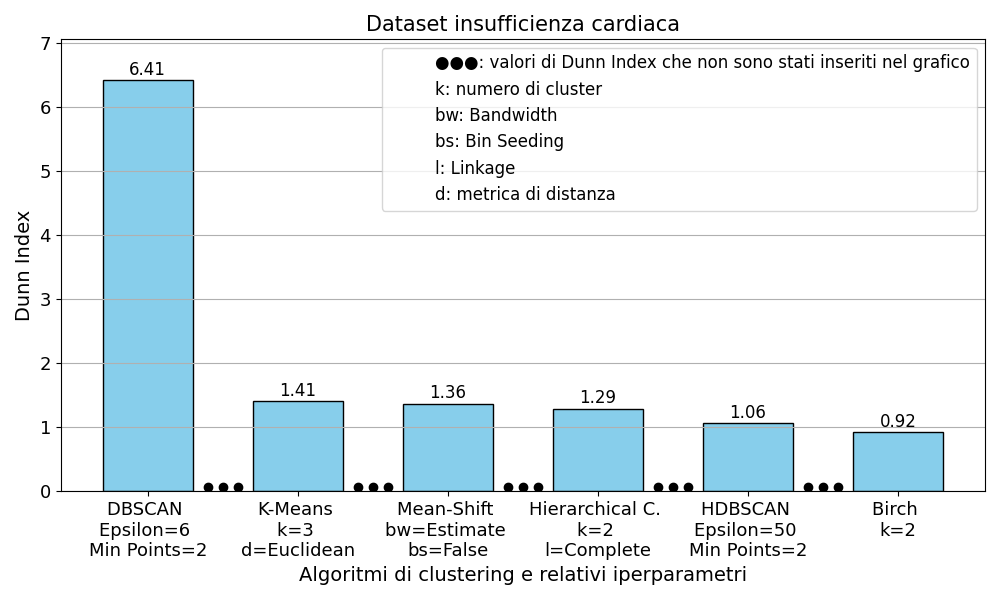 Dataset insufficienza cardiaca
●●●: valori di Dunn Index che non sono stati inseriti nel grafico
k: numero di cluster
bw: Bandwidth
bs: Bin Seeding
l: Linkage
d: metrica di distanza
Dunn Index
7
6
5
4
3
2
1
0
6.41
1.41
1.36
1.29
1.06
0.92
DBSCAN
Epsilon=6
Min Points=2
K-Means
k=3
d=Euclidean
Mean-Shift
bw=Estimate
bs=False
Hierarchical C.
k=2
l=Complete
HDBSCAN
Epsilon=50
Min Points=2
Birch
k=2
Algoritmi di clustering e relativi iperparametri